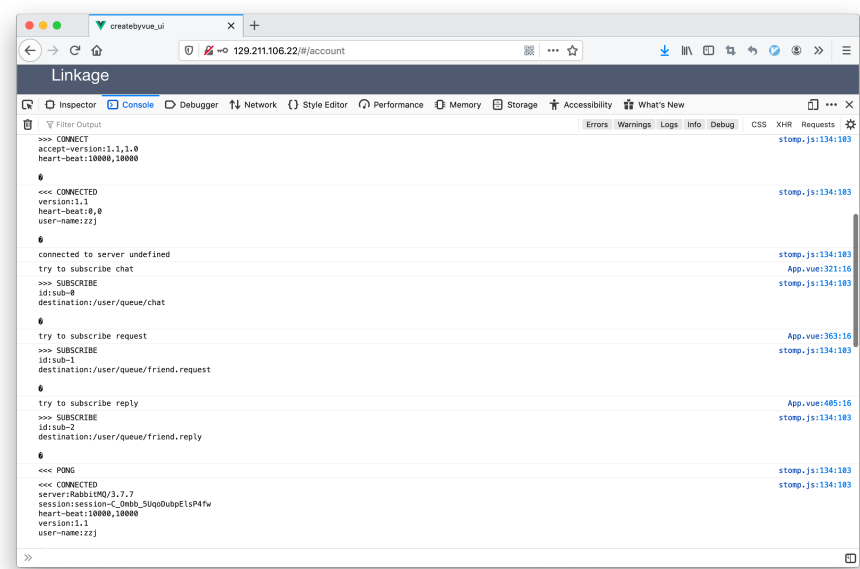 createbyvue_ui
129.211.106.22/#/account
Linkage
Inspector Console Debugger Network Style Editor Performance Memory Storage Accessibility What's New
Filter Output Errors Warnings Logs Info Debug CSS XHR Requests
>>> CONNECT stomp.js:134:103
accept-version:1.1,1.0
heart-beat:10000,10000
�
<<< CONNECTED stomp.js:134:103
version:1.1
heart-beat:0,0
user-name:zzj
�
connected to server undefined stomp.js:134:103
try to subscribe chat App.vue:321:16
>>> SUBSCRIBE stomp.js:134:103
id:sub-0
destination:/user/queue/chat
�
try to subscribe request App.vue:363:16
>>> SUBSCRIBE stomp.js:134:103
id:sub-1
destination:/user/queue/friend.request
�
try to subscribe reply App.vue:405:16
>>> SUBSCRIBE stomp.js:134:103
id:sub-2
destination:/user/queue/friend.reply
�
<<< PONG stomp.js:134:103
<<< CONNECTED stomp.js:134:103
server:RabbitMQ/3.7.7
session:session-C_Ombb_5UqoDubpElsP4fw
heart-beat:10000,10000
version:1.1
user-name:zzj